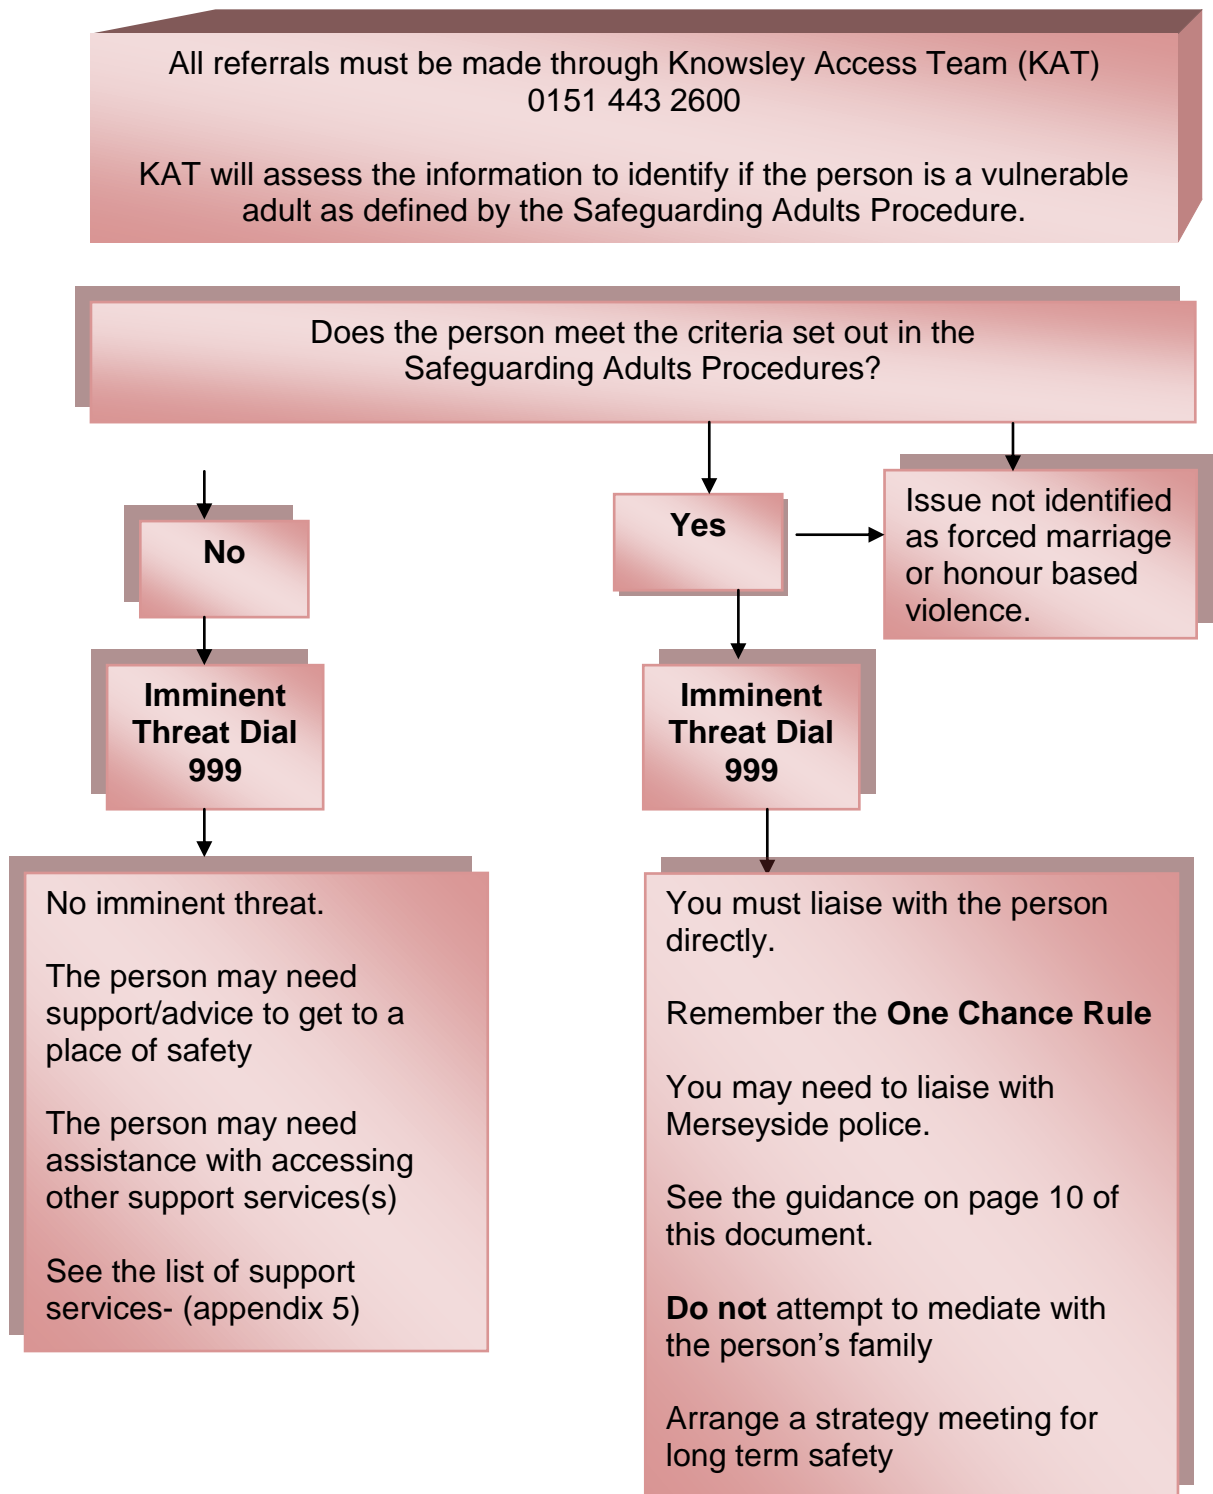 All referrals must be made through Knowsley Access Team (KAT)
0151 443 2600
KAT will assess the information to identify if the person is a vulnerable
adult as defined by the Safeguarding Adults Procedure.
Does the person meet the criteria set out in the
Safeguarding Adults Procedures?
No
Yes
Issue not identified
as forced marriage
or honour based
violence.
Imminent
Threat Dial
999
Imminent
Threat Dial
999
No imminent threat.
The person may need
support/advice to get to a
place of safety
The person may need
assistance with accessing
other support services(s)
See the list of support
services- (appendix 5)
You must liaise with the person
directly.
Remember the One Chance Rule
You may need to liaise with
Merseyside police.
See the guidance on page 10 of
this document.
Do not attempt to mediate with
the person’s family
Arrange a strategy meeting for
long term safety